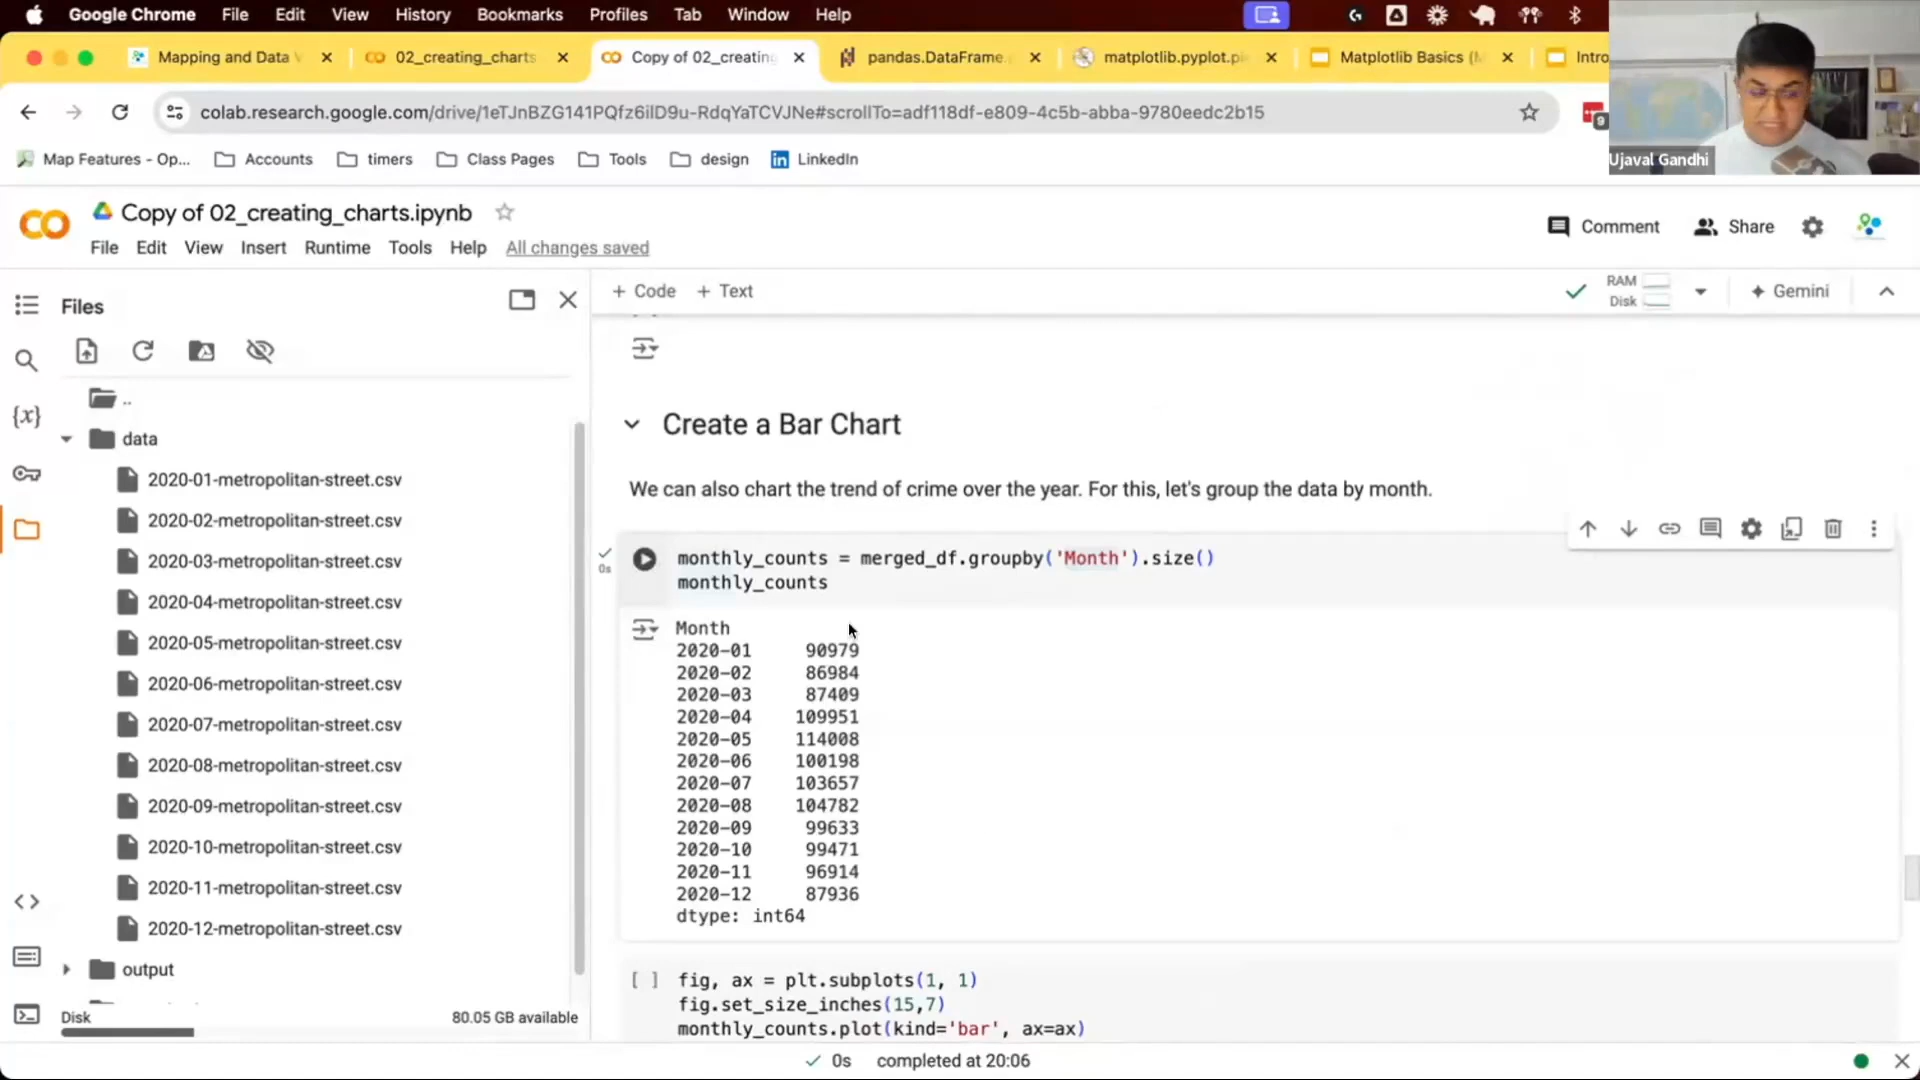 Google Chrome File Edit View History Bookmarks Profiles Tab Window Help
Mapping and Data V
02_creating_charts
Copy of 02_creating
pandas.DataFrame.
matplotlib.pyplot.pi
Matplotlib Basics (
Intro
colab.research.google.com/drive/1eTJnBZG141PQfz6ilD9u-RdqYaTCVJNe#scrollTo=adf118df-e809-4c5b-abba-9780eedc2b15
9
Map Features - Op... Accounts timers Class Pages Tools design LinkedIn
Ujaval Gandhi
Copy of 02_creating_charts.ipynb
File Edit View Insert Runtime Tools Help All changes saved
Comment Share
Files
+ Code + Text
RAM
Disk
Gemini
..
data
2020-01-metropolitan-street.csv
2020-02-metropolitan-street.csv
2020-03-metropolitan-street.csv
2020-04-metropolitan-street.csv
2020-05-metropolitan-street.csv
2020-06-metropolitan-street.csv
2020-07-metropolitan-street.csv
2020-08-metropolitan-street.csv
2020-09-metropolitan-street.csv
2020-10-metropolitan-street.csv
2020-11-metropolitan-street.csv
2020-12-metropolitan-street.csv
output
Disk 80.05 GB available
Create a Bar Chart
We can also chart the trend of crime over the year. For this, let's group the data by month.
0s
monthly_counts = merged_df.groupby('Month').size()
monthly_counts
Month
2020-01 90979
2020-02 86984
2020-03 87409
2020-04 109951
2020-05 114008
2020-06 100198
2020-07 103657
2020-08 104782
2020-09 99633
2020-10 99471
2020-11 96914
2020-12 87936
dtype: int64
[ ] fig, ax = plt.subplots(1, 1)
fig.set_size_inches(15,7)
monthly_counts.plot(kind='bar', ax=ax)
0s completed at 20:06